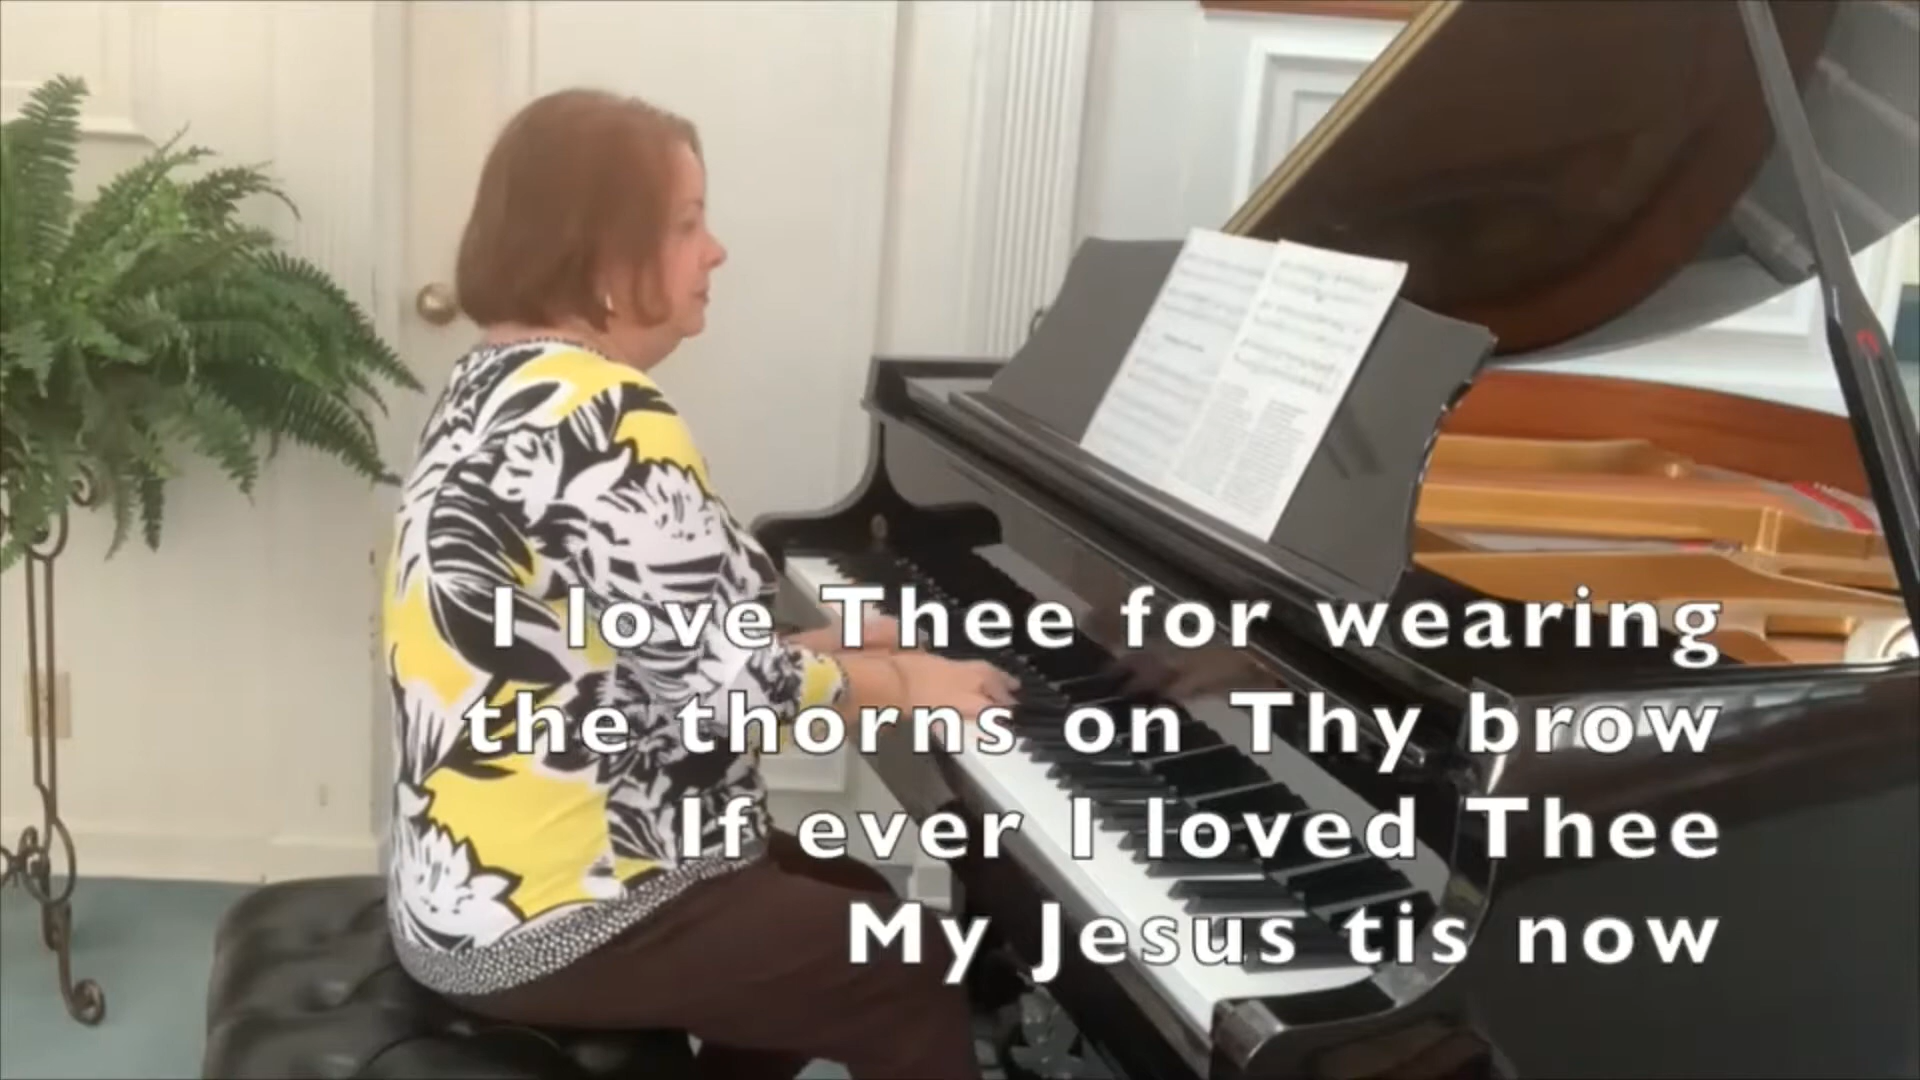 I love Thee for wearing
the thorns on Thy brow
If ever I loved Thee
My Jesus tis now